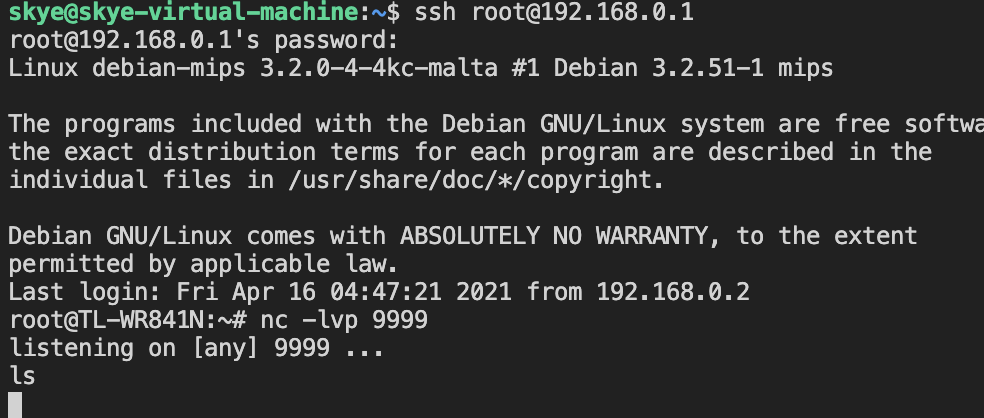 skye@skye-virtual-machine:~$ ssh root@192.168.0.1
root@192.168.0.1's password:
Linux debian-mips 3.2.0-4-4kc-malta #1 Debian 3.2.51-1 mips
The programs included with the Debian GNU/Linux system are free softwa
the exact distribution terms for each program are described in the
individual files in /usr/share/doc/*/copyright.
Debian GNU/Linux comes with ABSOLUTELY NO WARRANTY, to the extent
permitted by applicable law.
Last login: Fri Apr 16 04:47:21 2021 from 192.168.0.2
root@TL-WR841N:~# nc -lvp 9999
listening on [any] 9999 ...
ls